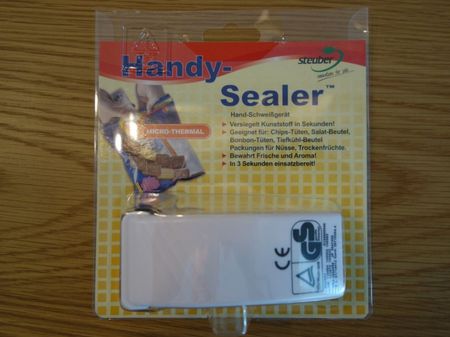 Handy-
Sealer™
steuber
Hand-Schweißgerät
▸ Versiegelt Kunststoff in Sekunden!
▸ Geeignet für: Chips-Tüten, Salat-Beutel,
Bonbon-Tüten, Tiefkühl-Beutel
Packungen für Nüsse, Trockenfrüchte.
▸ Bewahrt Frische und Aroma!
▸ In 3 Sekunden einsatzbereit!
MICRO-THERMAL
CE
GS